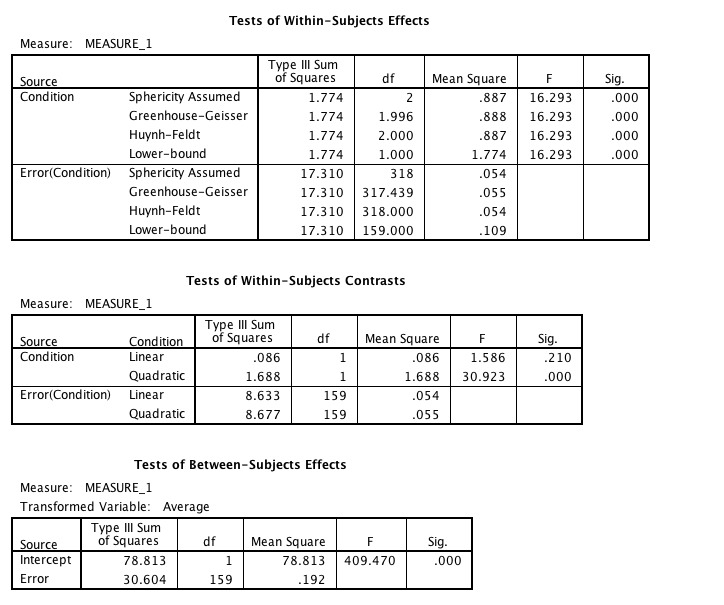 Tests of Within-Subjects Effects
Measure: MEASURE_1
Source Type III Sum of Squares df Mean Square F Sig.
Condition Sphericity Assumed 1.774 2 .887 16.293 .000
Greenhouse-Geisser 1.774 1.996 .888 16.293 .000
Huynh-Feldt 1.774 2.000 .887 16.293 .000
Lower-bound 1.774 1.000 1.774 16.293 .000
Error(Condition) Sphericity Assumed 17.310 318 .054
Greenhouse-Geisser 17.310 317.439 .055
Huynh-Feldt 17.310 318.000 .054
Lower-bound 17.310 159.000 .109
Tests of Within-Subjects Contrasts
Measure: MEASURE_1
Source Condition Type III Sum of Squares df Mean Square F Sig.
Condition Linear .086 1 .086 1.586 .210
Quadratic 1.688 1 1.688 30.923 .000
Error(Condition) Linear 8.633 159 .054
Quadratic 8.677 159 .055
Tests of Between-Subjects Effects
Measure: MEASURE_1
Transformed Variable: Average
Source Type III Sum of Squares df Mean Square F Sig.
Intercept 78.813 1 78.813 409.470 .000
Error 30.604 159 .192